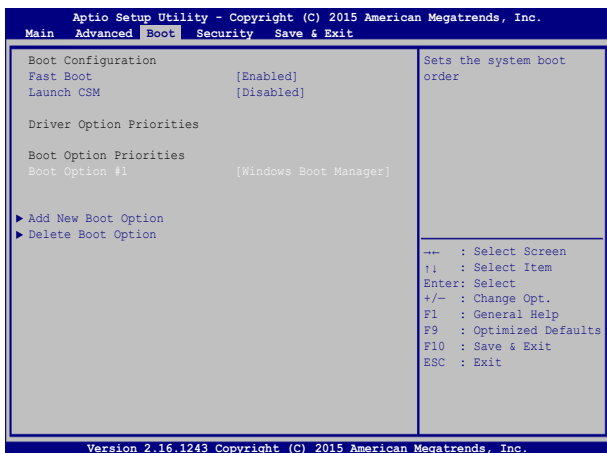 Aptio Setup Utility - Copyright (C) 2015 American Megatrends, Inc.
Main Advanced Boot Security Save & Exit
Boot Configuration
Fast Boot [Enabled]
Launch CSM [Disabled]
Driver Option Priorities
Boot Option Priorities
Boot Option #1 [Windows Boot Manager]
▶ Add New Boot Option
▶ Delete Boot Option
Sets the system boot
order
→← : Select Screen
↑↓ : Select Item
Enter: Select
+/— : Change Opt.
F1 : General Help
F9 : Optimized Defaults
F10 : Save & Exit
ESC : Exit
Version 2.16.1243 Copyright (C) 2015 American Megatrends, Inc.